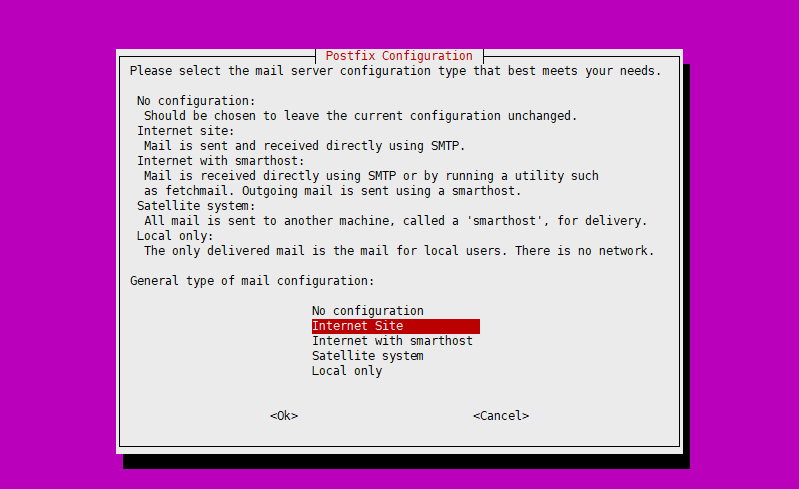 Postfix Configuration
Please select the mail server configuration type that best meets your needs.
No configuration:
Should be chosen to leave the current configuration unchanged.
Internet site:
Mail is sent and received directly using SMTP.
Internet with smarthost:
Mail is received directly using SMTP or by running a utility such
as fetchmail. Outgoing mail is sent using a smarthost.
Satellite system:
All mail is sent to another machine, called a 'smarthost', for delivery.
Local only:
The only delivered mail is the mail for local users. There is no network.
General type of mail configuration:
No configuration
Internet Site
Internet with smarthost
Satellite system
Local only
<Ok> <Cancel>